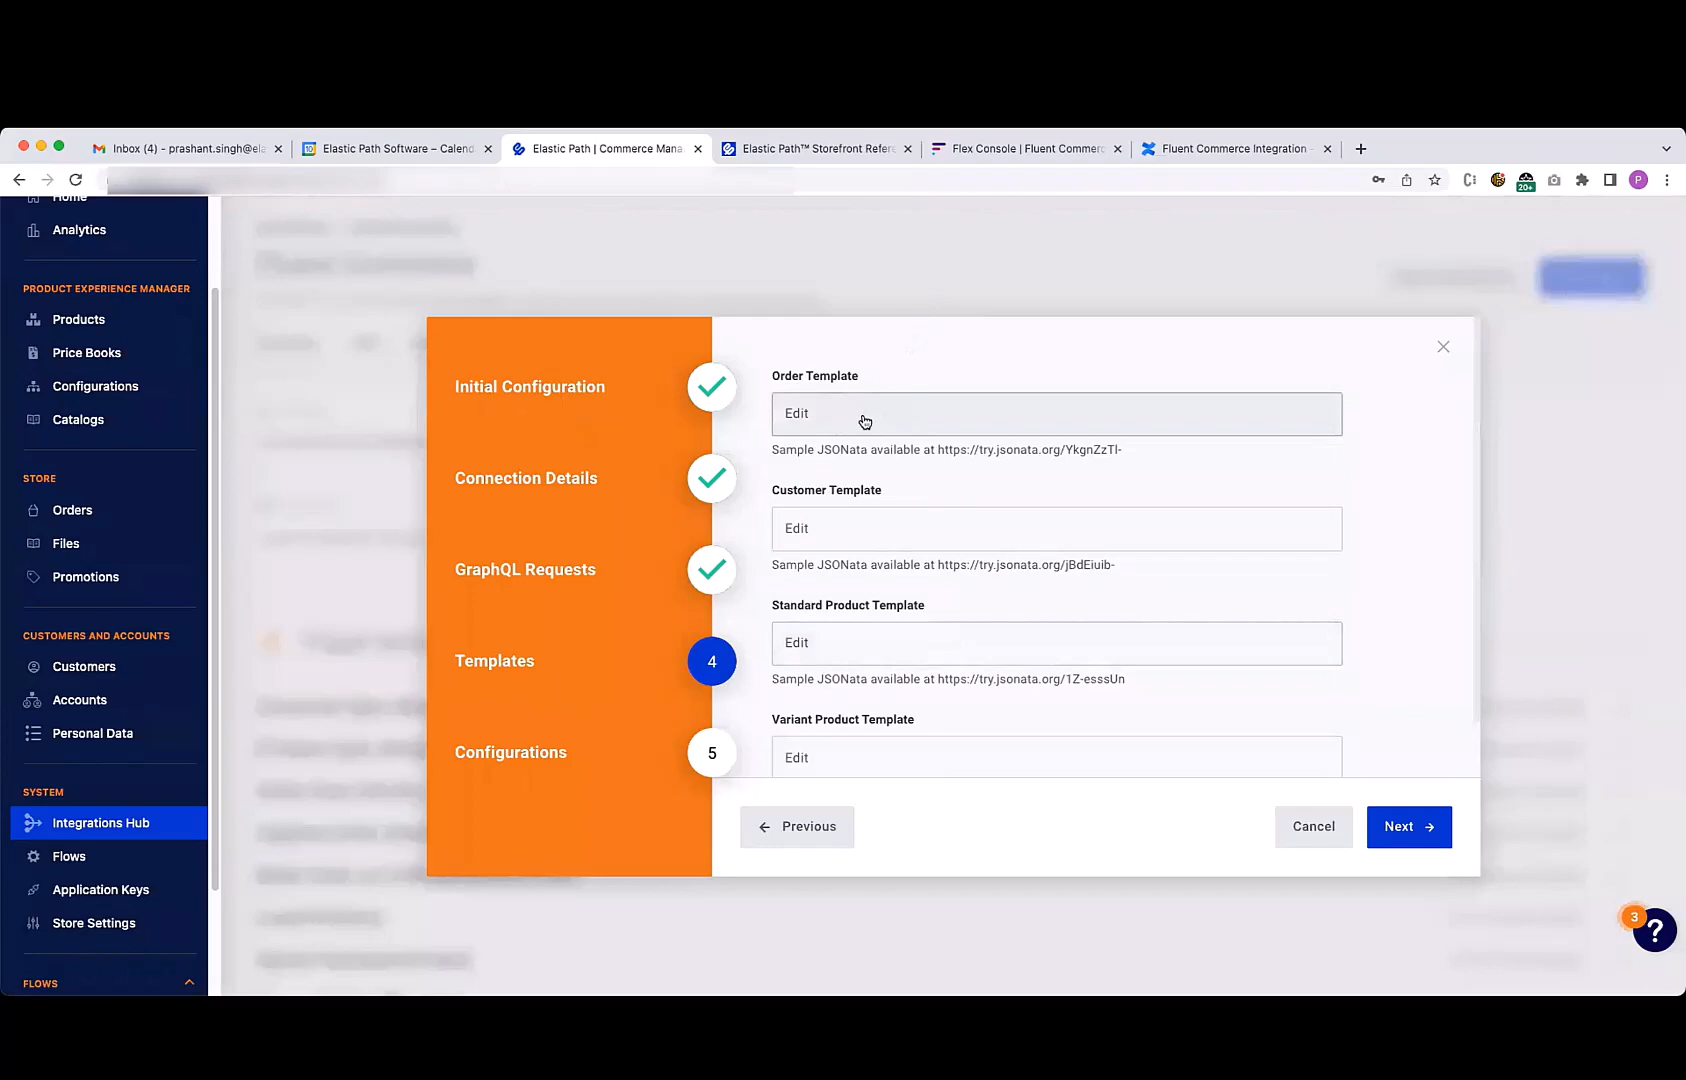 Inbox (4) - prashant.singh@ela
Elastic Path Software – Calend
Elastic Path | Commerce Mana
Elastic Path™ Storefront Refere
Flex Console | Fluent Commerc
Fluent Commerce Integration -
20+
P
Home
Analytics
PRODUCT EXPERIENCE MANAGER
Products
Price Books
Configurations
Catalogs
STORE
Orders
Files
Promotions
CUSTOMERS AND ACCOUNTS
Customers
Accounts
Personal Data
SYSTEM
Integrations Hub
Flows
Application Keys
Store Settings
FLOWS
Initial Configuration
Connection Details
GraphQL Requests
Templates
4
Configurations
5
Order Template
Edit
Sample JSONata available at https://try.jsonata.org/YkgnZzTl-
Customer Template
Edit
Sample JSONata available at https://try.jsonata.org/jBdEiuib-
Standard Product Template
Edit
Sample JSONata available at https://try.jsonata.org/1Z-esssUn
Variant Product Template
Edit
Previous
Cancel
Next
3
?